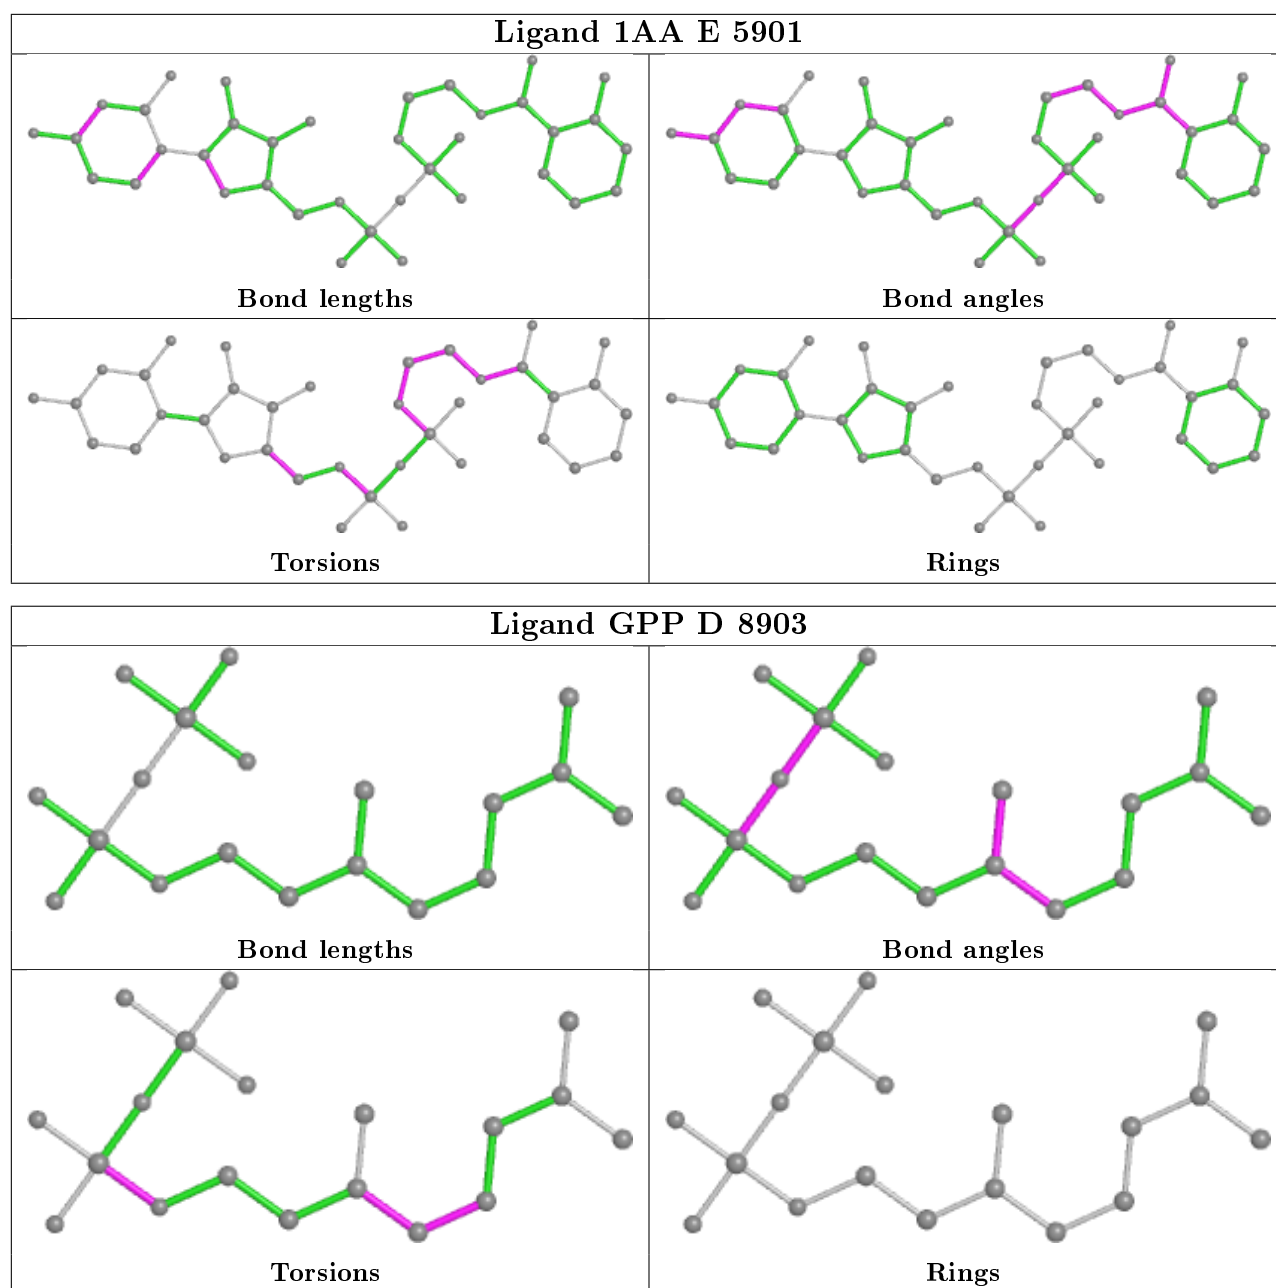 Ligand 1AA E 5901
Bond lengths
Bond angles
Torsions
Rings
Ligand GPP D 8903
Bond lengths
Bond angles
Torsions
Rings